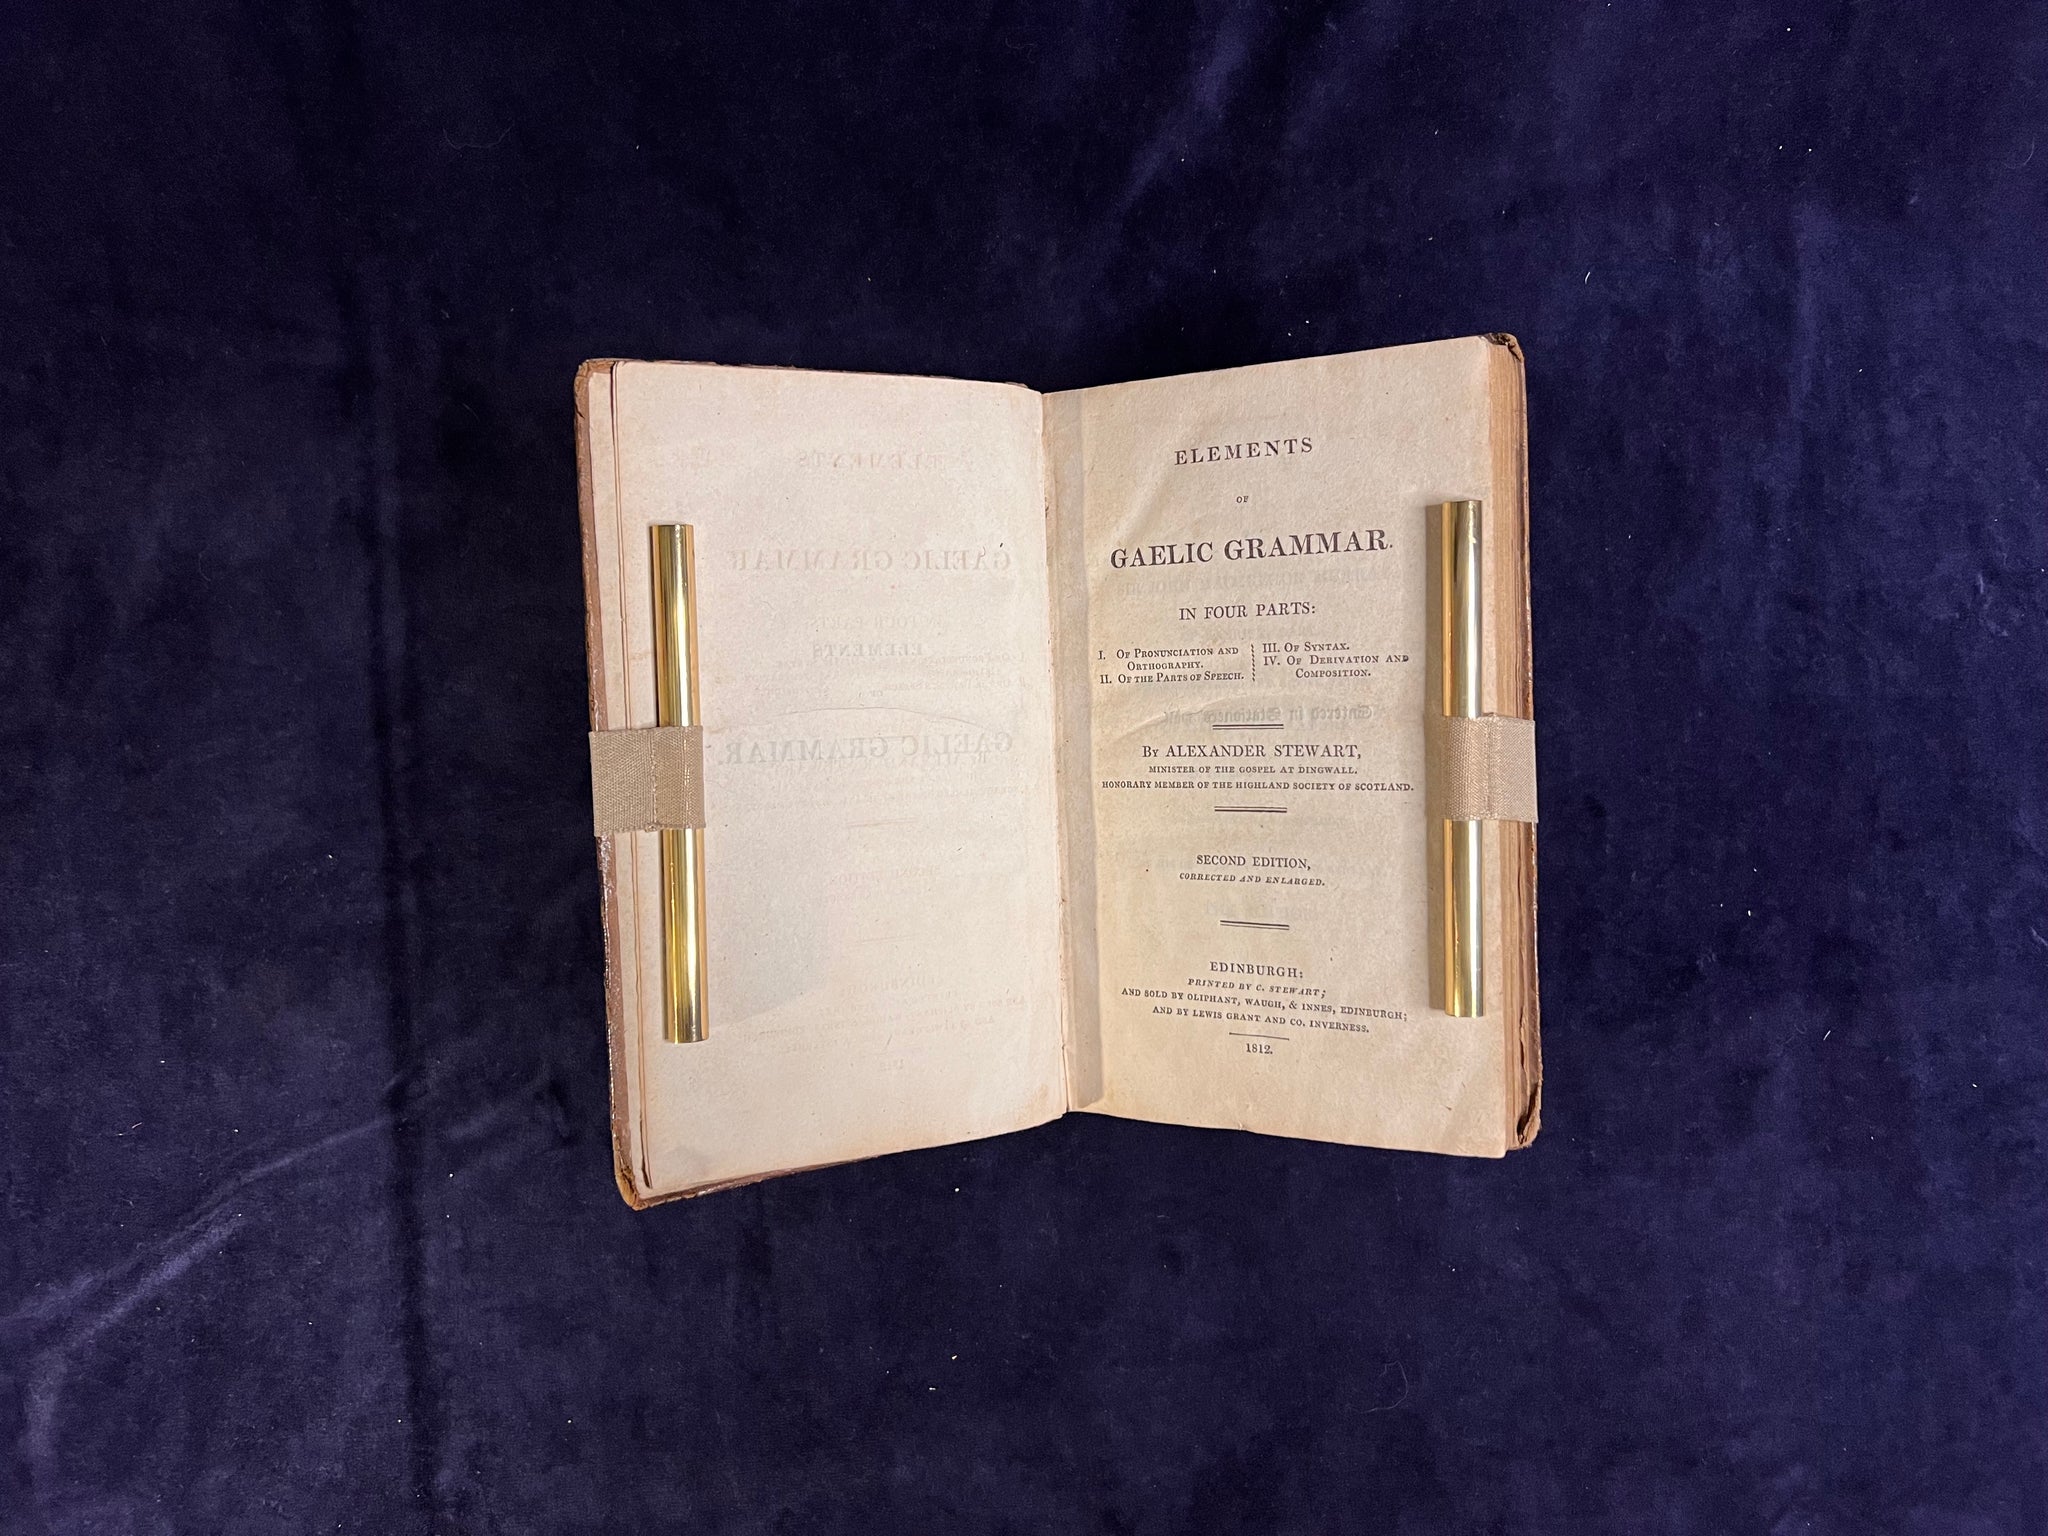 ELEMENTS
OF
GAELIC GRAMMAR.
IN FOUR PARTS:
I. OF PRONUNCIATION AND
ORTHOGRAPHY.
II. OF THE PARTS OF SPEECH.
III. OF SYNTAX.
IV. OF DERIVATION AND
COMPOSITION.
BY ALEXANDER STEWART,
MINISTER OF THE GOSPEL AT DINGWALL.
HONORARY MEMBER OF THE HIGHLAND SOCIETY OF SCOTLAND.
SECOND EDITION,
CORRECTED AND ENLARGED.
EDINBURGH:
PRINTED BY C. STEWART;
AND SOLD BY OLIPHANT, WAUGH, & INNES, EDINBURGH;
AND BY LEWIS GRANT AND CO. INVERNESS.
1812.